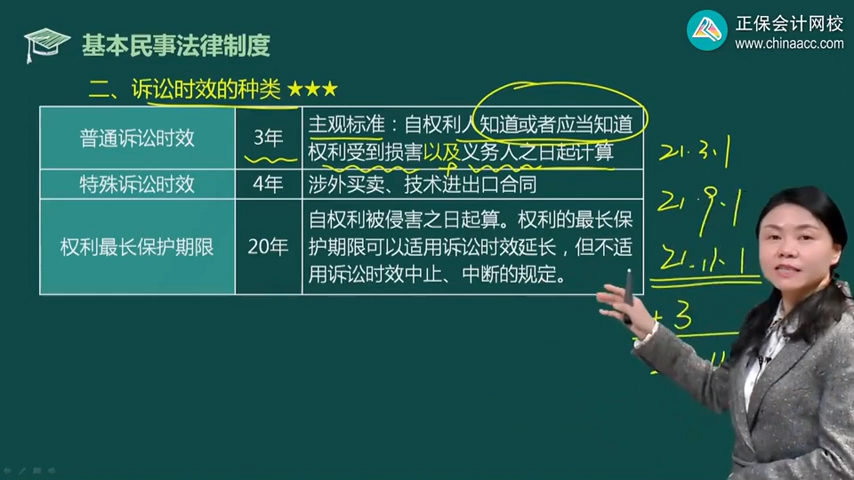 正保会计网校
www.chinaacc.com
基本民事法律制度
二、诉讼时效的种类 ★★★
普通诉讼时效
3年
主观标准：自权利人知道或者应当知道
权利受到损害以及义务人之日起计算
特殊诉讼时效
4年
涉外买卖、技术进出口合同
权利最长保护期限
20年
自权利被侵害之日起算。权利的最长保
护期限可以适用诉讼时效延长，但不适
用诉讼时效中止、中断的规定。
21.3.1
21.9.1
21.11.1
+3